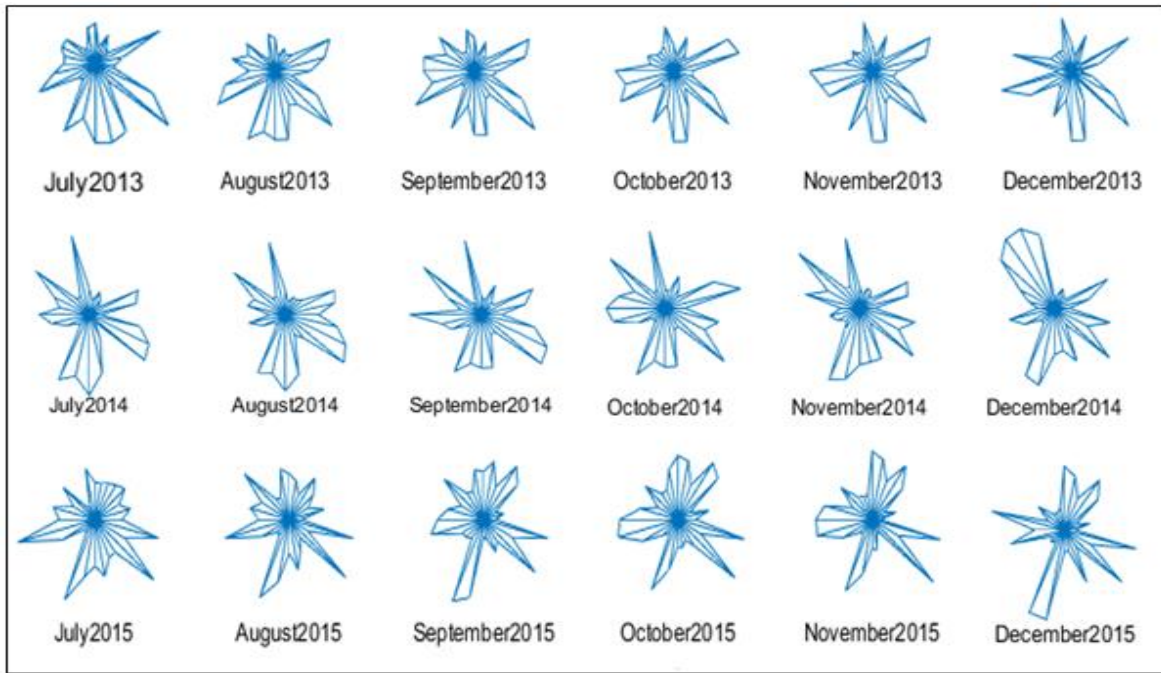 July2013 August2013 September2013 October2013 November2013 December2013
July2014 August2014 September2014 October2014 November2014 December2014
July2015 August2015 September2015 October2015 November2015 December2015